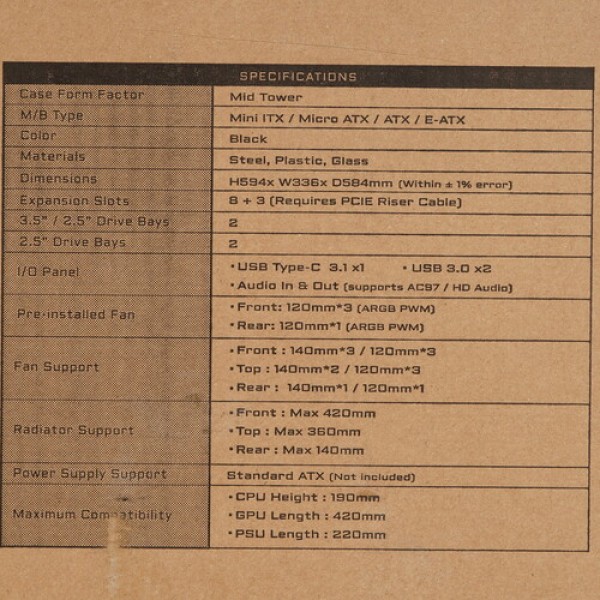 SPECIFICATIONS
Case Form Factor Mid Tower
M/B Type Mini ITX / Micro ATX / ATX / E-ATX
Color Black
Materials Steel, Plastic, Glass
Dimensions H594x W336x D584mm (Within ± 1% error)
Expansion Slots 8 + 3 (Requires PCIE Riser Cable)
3.5" / 2.5" Drive Bays 2
2.5" Drive Bays 2
I/O Panel
•USB Type-C 3.1 x1 •USB 3.0 x2
•Audio In & Out (supports AC97 / HD Audio)
Pre-installed Fan
•Front: 120mm*3 (ARGB PWM)
•Rear: 120mm*1 (ARGB PWM)
Fan Support
•Front : 140mm*3 / 120mm*3
•Top : 140mm*2 / 120mm*3
•Rear : 140mm*1 / 120mm*1
Radiator Support
•Front : Max 420mm
•Top : Max 360mm
•Rear : Max 140mm
Power Supply Support Standard ATX (Not included)
Maximum Compatibility
•CPU Height : 190mm
•GPU Length : 420mm
•PSU Length : 220mm